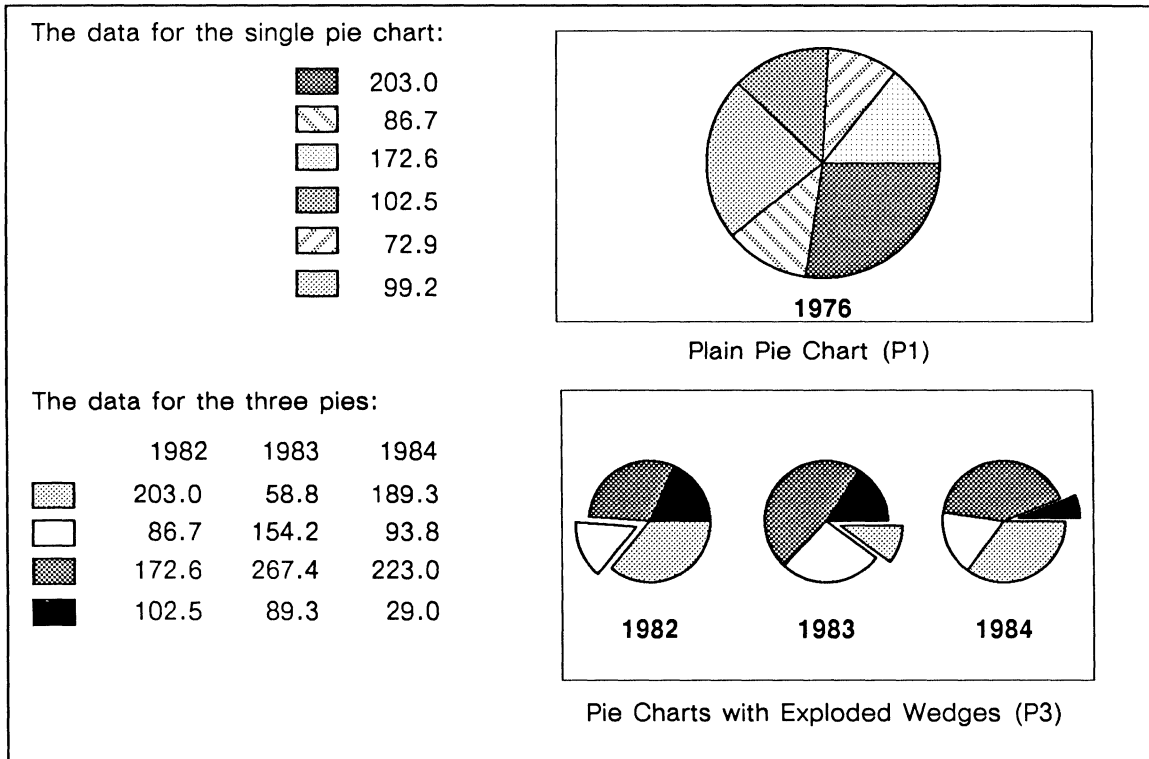 The data for the single pie chart:
203.0
86.7
172.6
102.5
72.9
99.2
1976
Plain Pie Chart (P1)
The data for the three pies:
1982 1983 1984
203.0 58.8 189.3
86.7 154.2 93.8
172.6 267.4 223.0
102.5 89.3 29.0
1982 1983 1984
Pie Charts with Exploded Wedges (P3)